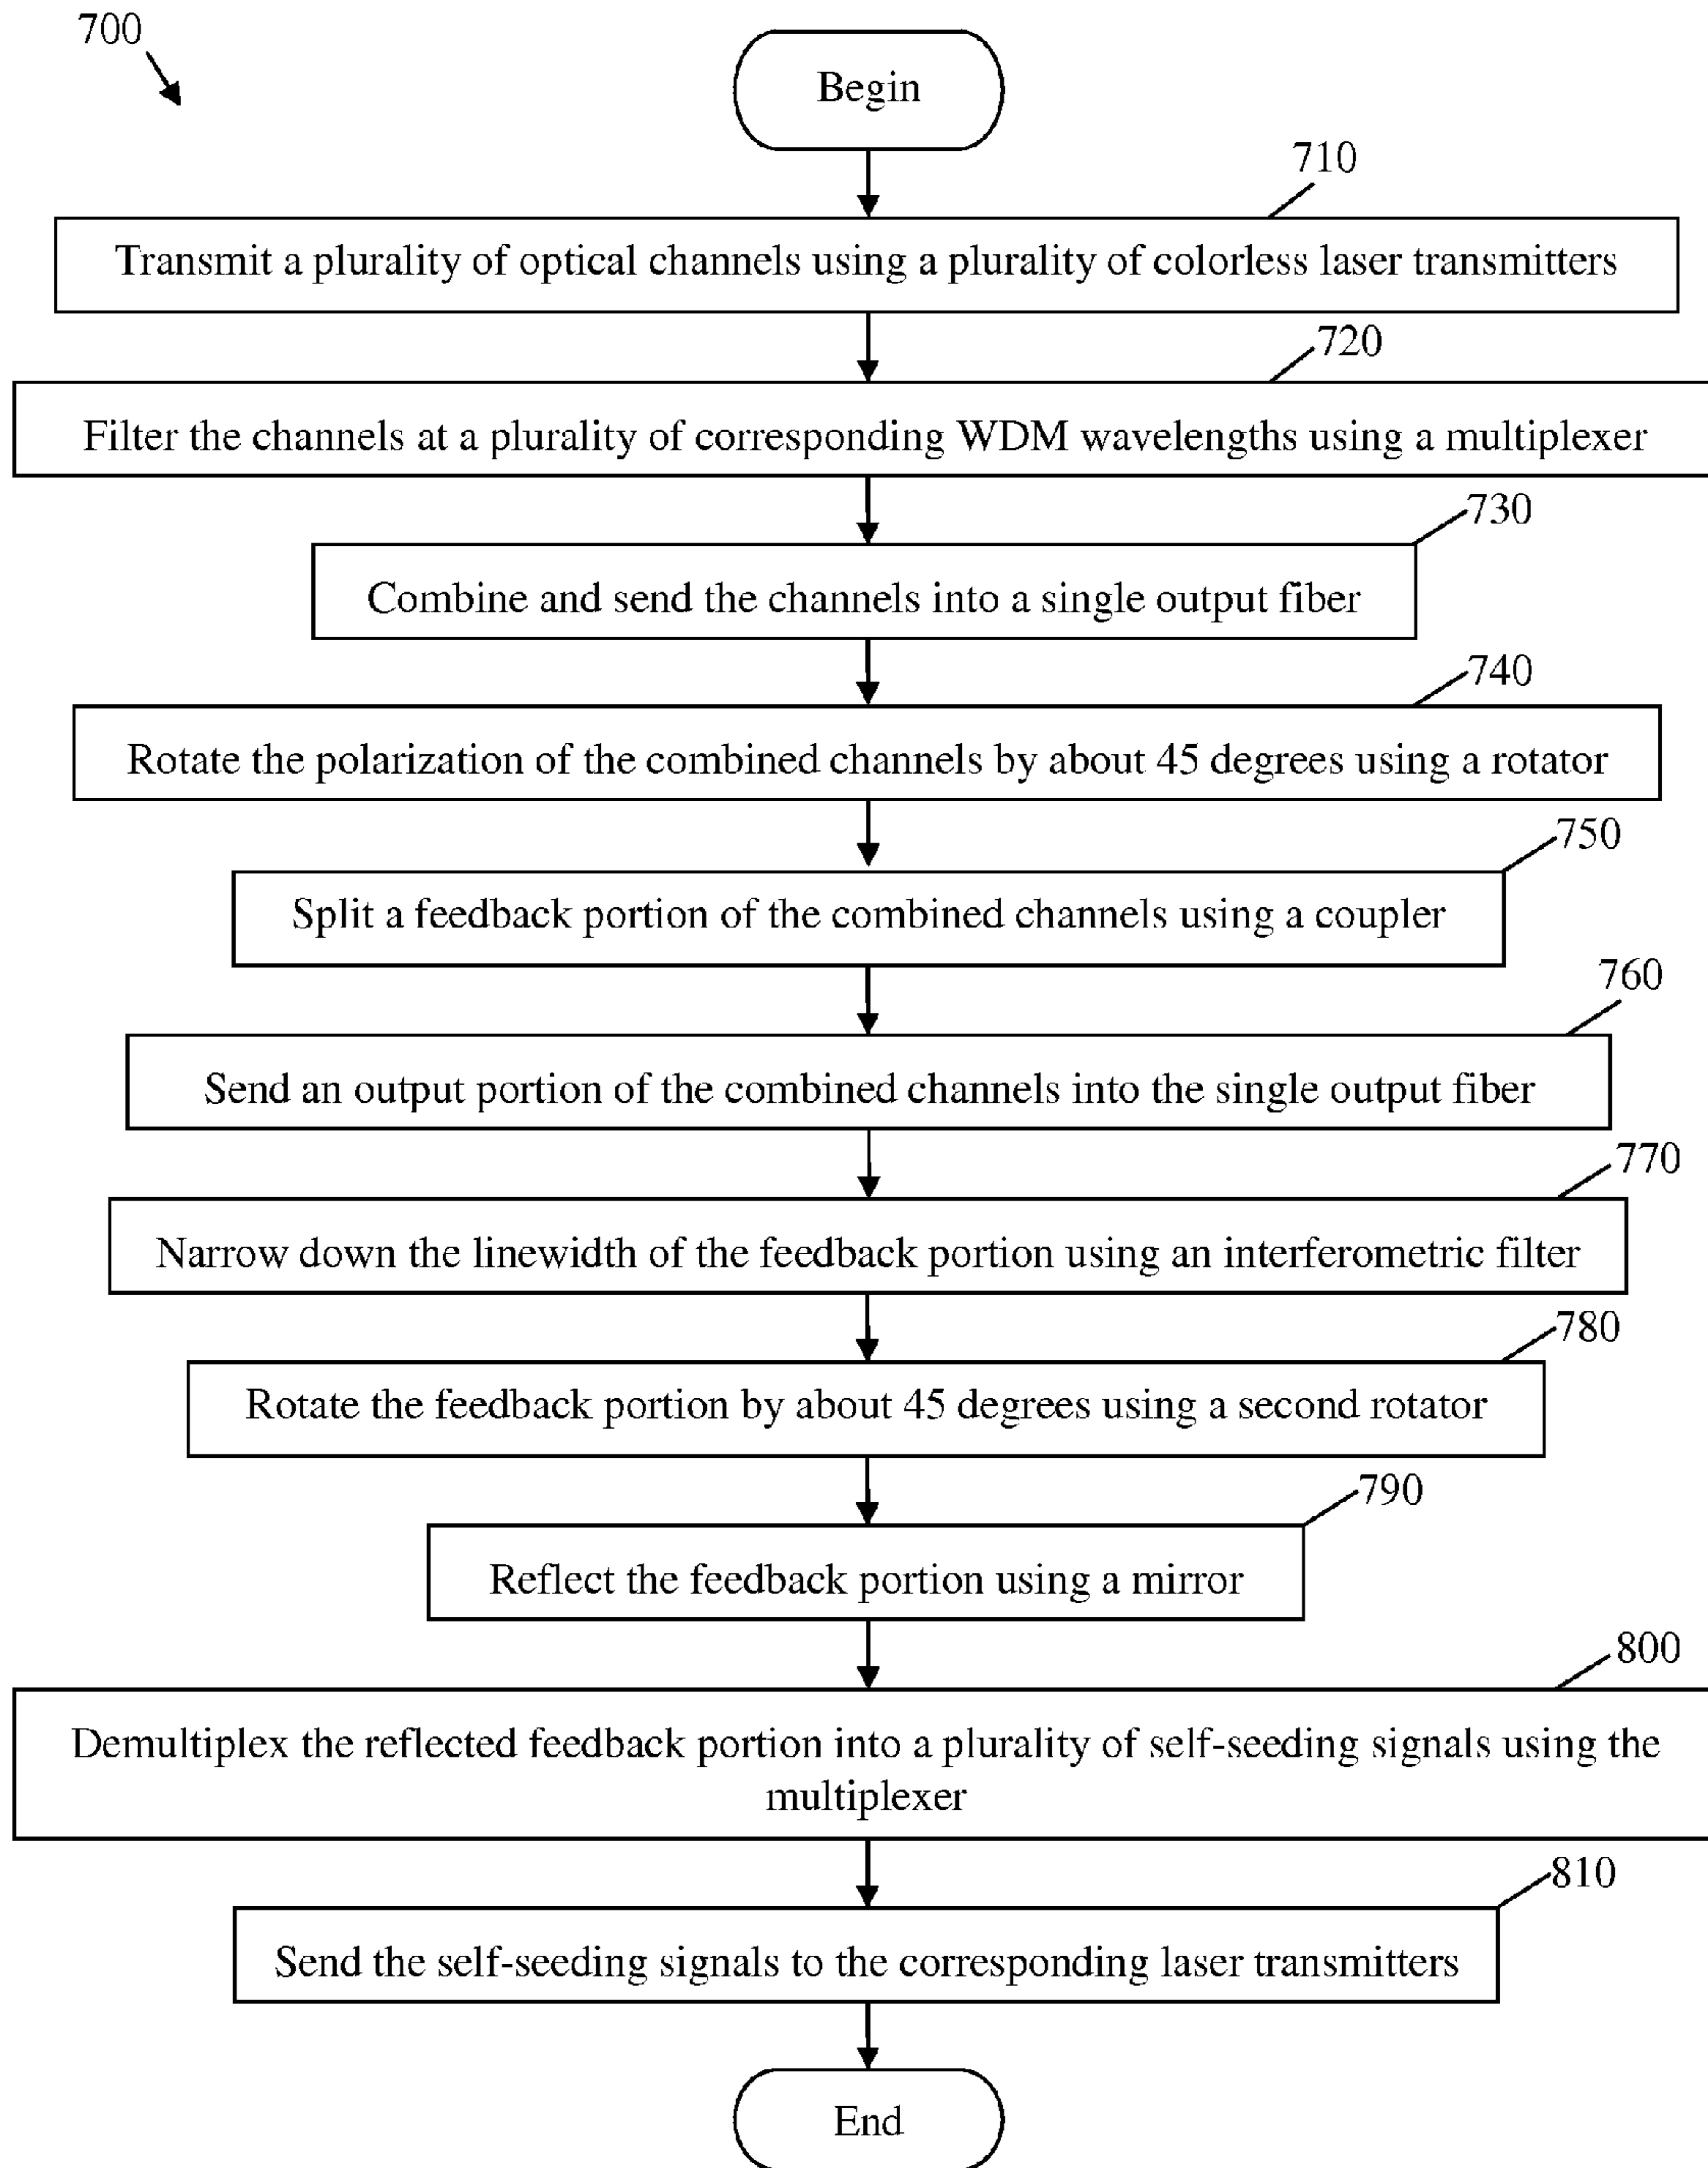 700
Begin
710
Transmit a plurality of optical channels using a plurality of colorless laser transmitters
720
Filter the channels at a plurality of corresponding WDM wavelengths using a multiplexer
730
Combine and send the channels into a single output fiber
740
Rotate the polarization of the combined channels by about 45 degrees using a rotator
750
Split a feedback portion of the combined channels using a coupler
760
Send an output portion of the combined channels into the single output fiber
770
Narrow down the linewidth of the feedback portion using an interferometric filter
780
Rotate the feedback portion by about 45 degrees using a second rotator
790
Reflect the feedback portion using a mirror
800
Demultiplex the reflected feedback portion into a plurality of self-seeding signals using the
multiplexer
810
Send the self-seeding signals to the corresponding laser transmitters
End